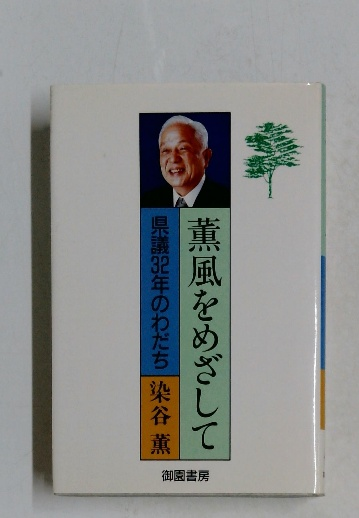 薫風をめざして
県議32年のわだち
染谷薫
御園書房